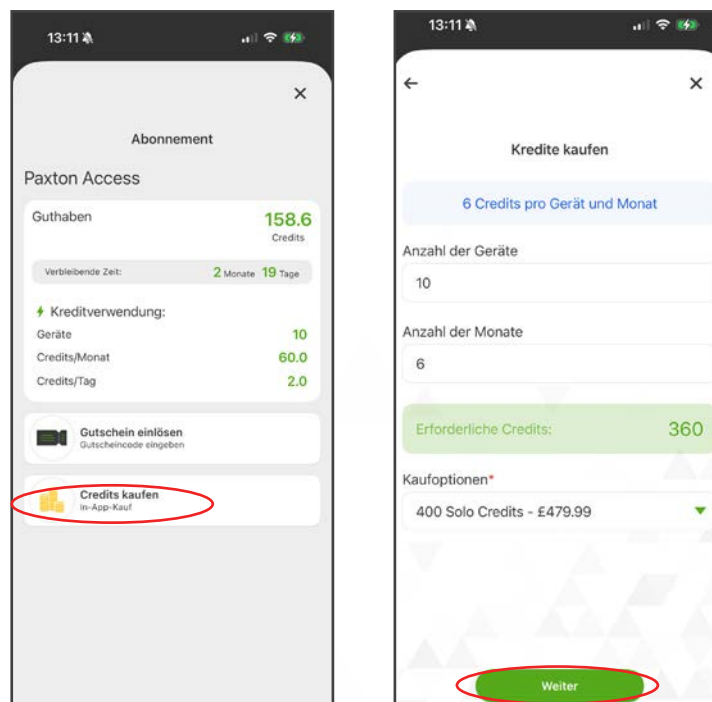 13:11
Abonnement
Paxton Access
Guthaben
158.6
Credits
Verbleibende Zeit:
2 Monate 19 Tage
Kreditverwendung:
Geräte
10
Credits/Monat
60.0
Credits/Tag
2.0
Gutschein einlösen
Gutscheincode eingeben
Credits kaufen
In-App-Kauf
13:11
Kredite kaufen
6 Credits pro Gerät und Monat
Anzahl der Geräte
10
Anzahl der Monate
6
Erforderliche Credits:
360
Kaufoptionen*
400 Solo Credits - £479.99
Weiter